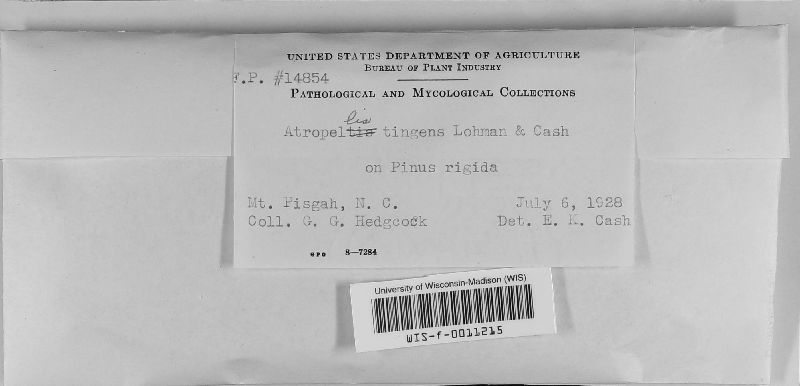 UNITED STATES DEPARTMENT OF AGRICULTURE
BUREAU OF PLANT INDUSTRY
F.P. #14854
PATHOLOGICAL AND MYCOLOGICAL COLLECTIONS
lis
Atropeltis tingens Lohman & Cash
on Pinus rigida
Mt. Pisgah, N. C. July 6, 1928
Coll. G. G. Hedgcock Det. E. K. Cash
GPO 8—7284
University of Wisconsin-Madison (WIS)
WIS-f-0011215